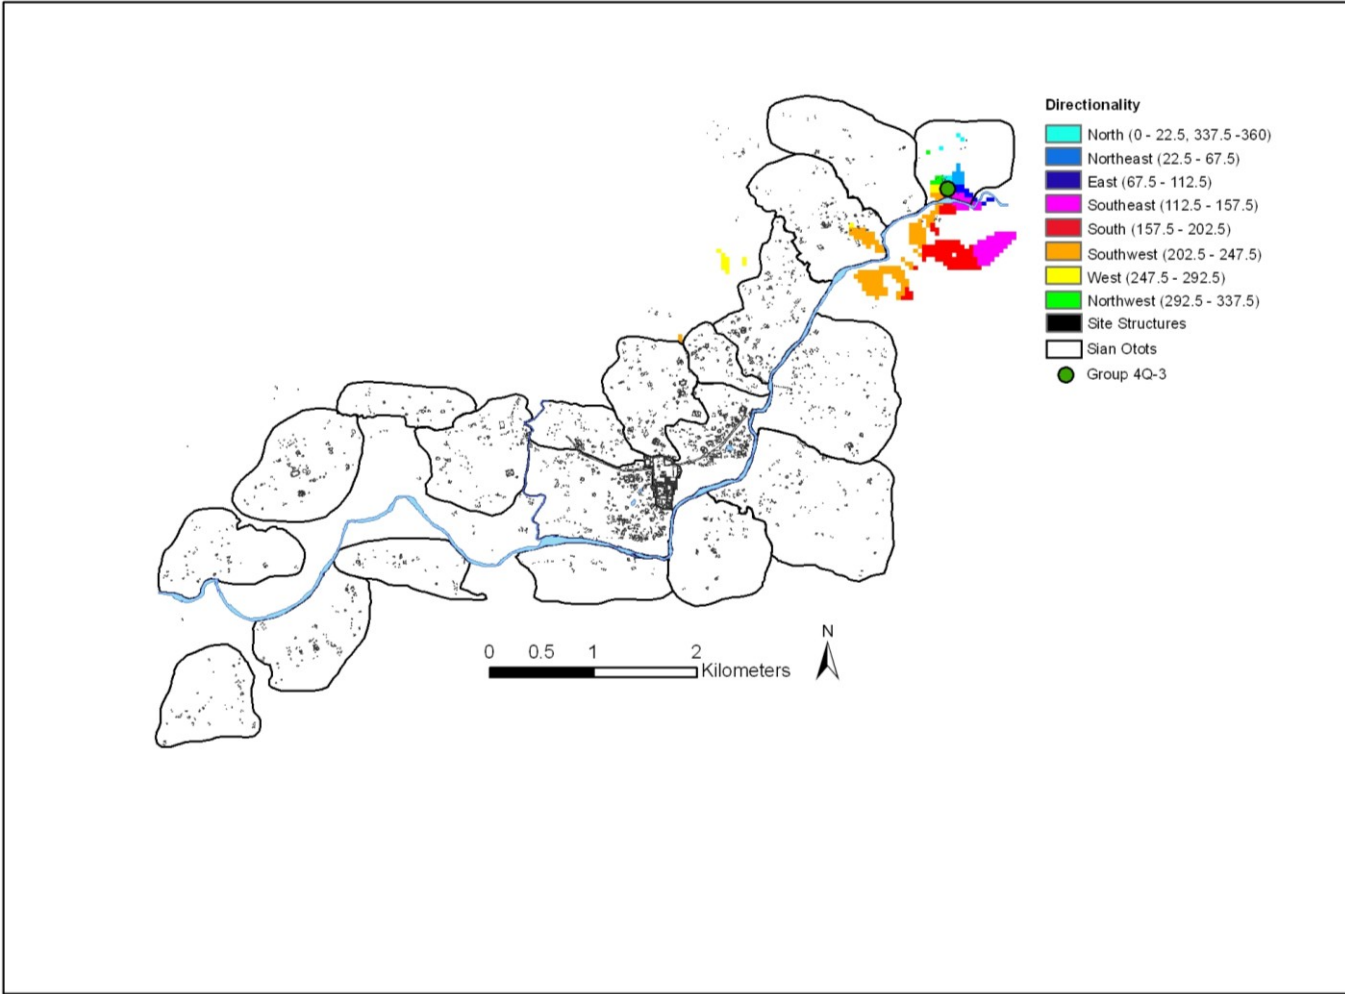 Directionality
North (0 - 22.5, 337.5 -360)
Northeast (22.5 - 67.5)
East (67.5 - 112.5)
Southeast (112.5 - 157.5)
South (157.5 - 202.5)
Southwest (202.5 - 247.5)
West (247.5 - 292.5)
Northwest (292.5 - 337.5)
Site Structures
Sian Otots
Group 4Q-3
N
0 0.5 1 2
Kilometers